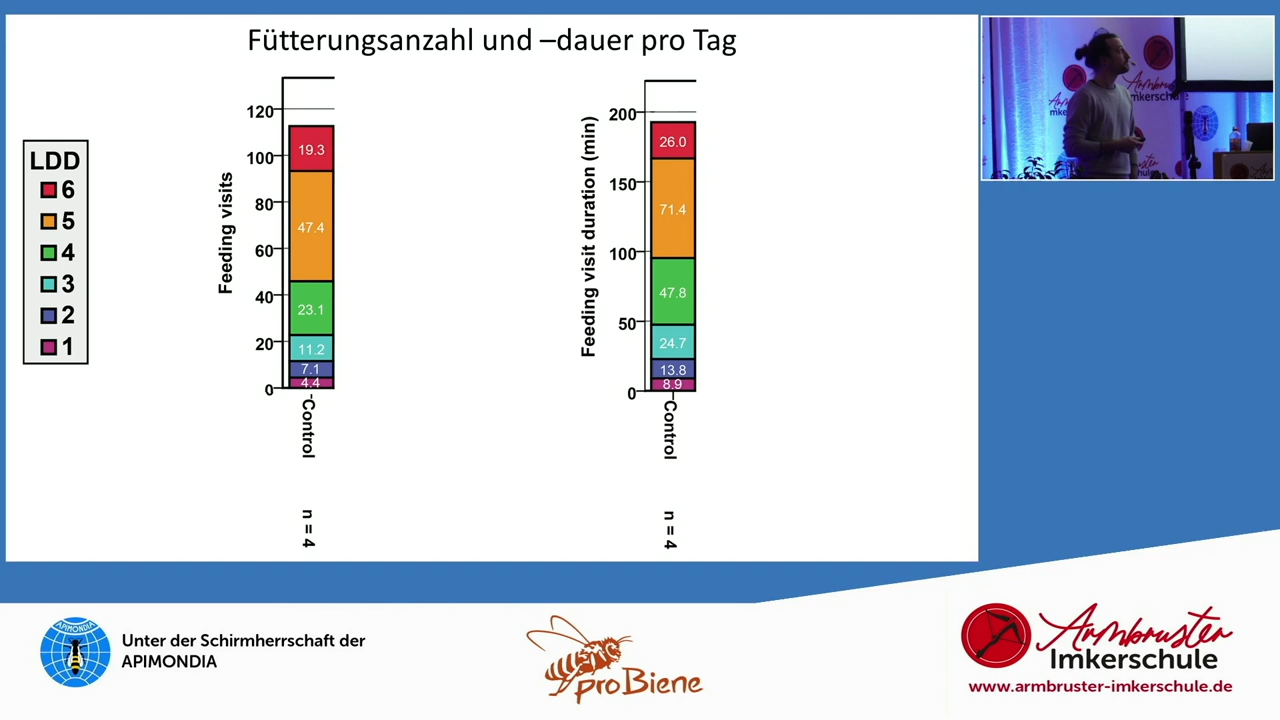 Fütterungsanzahl und –dauer pro Tag
LDD
6
5
4
3
2
1
Feeding visits
120
100
80
60
40
20
0
19.3
47.4
23.1
11.2
7.1
4.4
Control
n = 4
Feeding visit duration (min)
200
150
100
50
0
26.0
71.4
47.8
24.7
13.8
8.9
Control
n = 4
Armbruster
Imkerschule
APIMONDIA
Unter der Schirmherrschaft der
APIMONDIA
proBiene
Armbruster
Imkerschule
www.armbruster-imkerschule.de